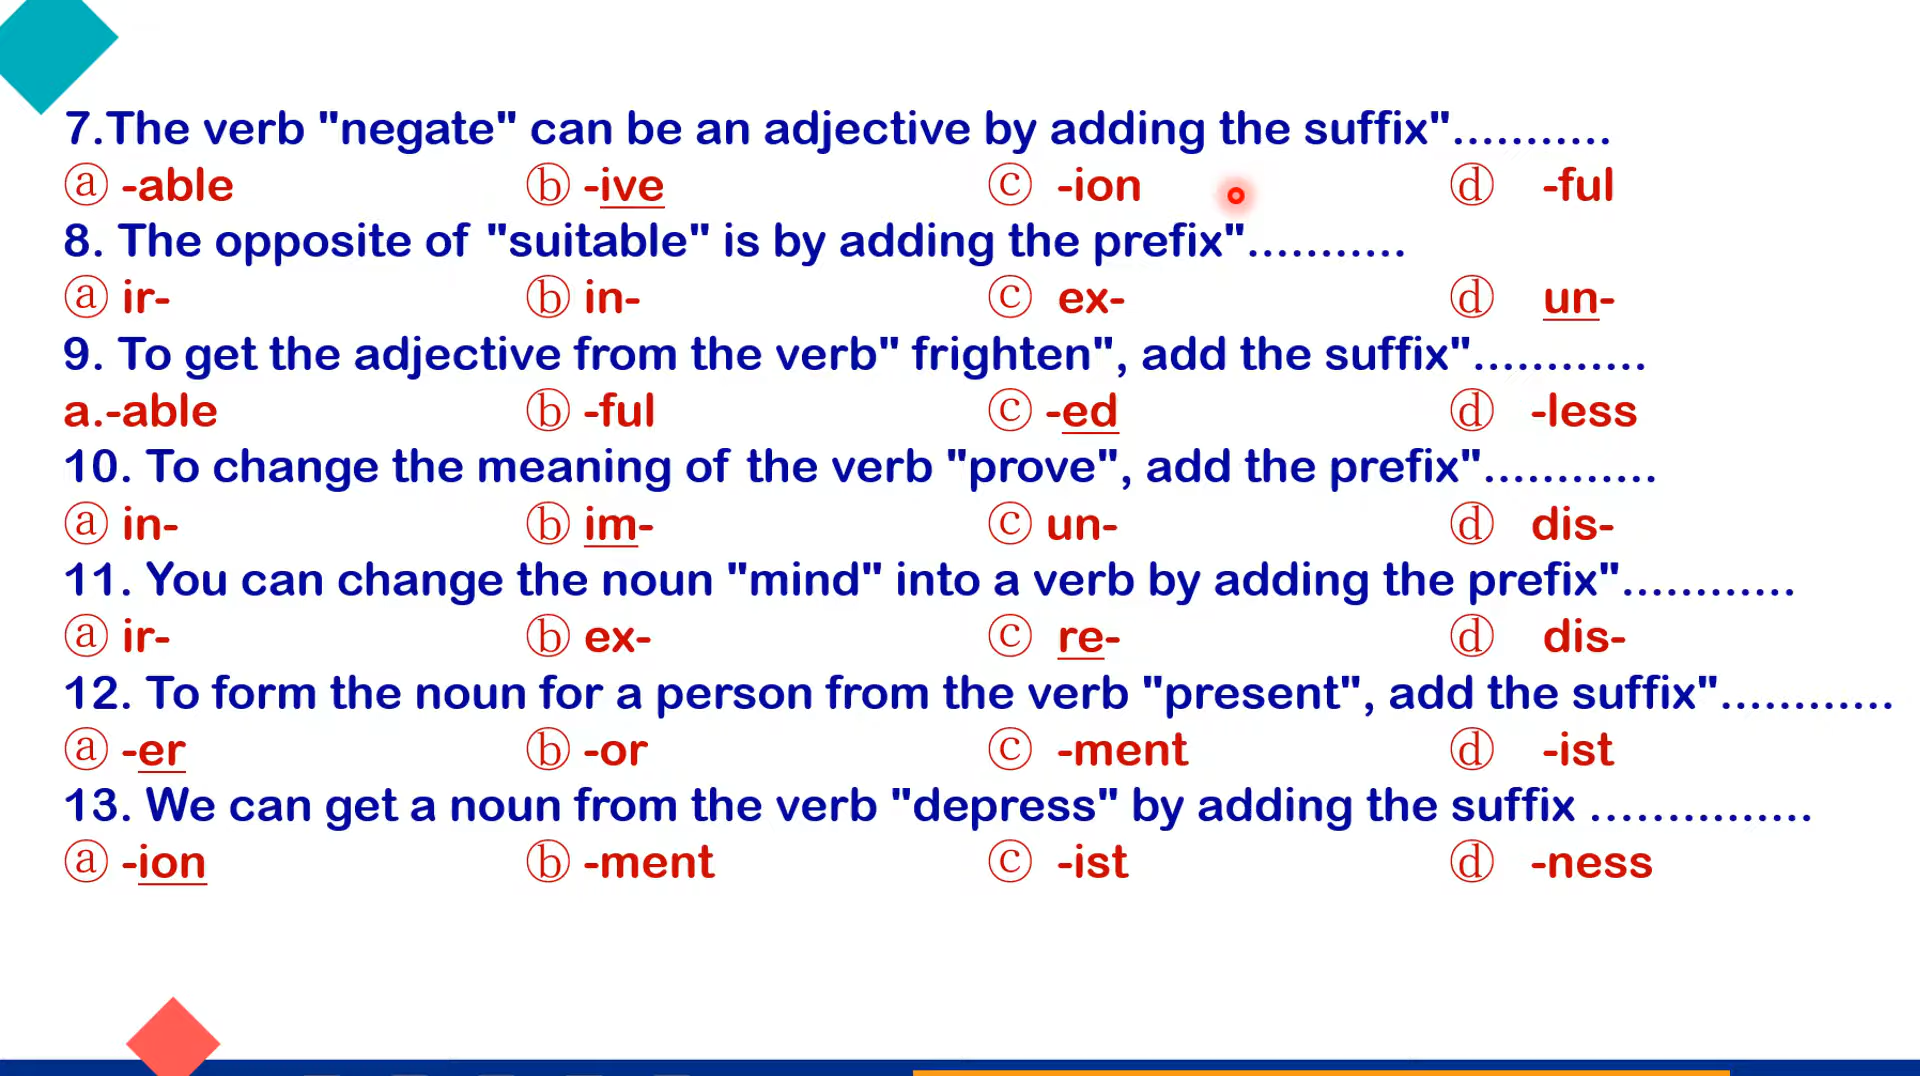 7.The verb "negate" can be an adjective by adding the suffix"...........
ⓐ -able ⓑ -ive ⓒ -ion ⓓ -ful
8. The opposite of "suitable" is by adding the prefix"...........
ⓐ ir- ⓑ in- ⓒ ex- ⓓ un-
9. To get the adjective from the verb" frighten", add the suffix"............
a.-able ⓑ -ful ⓒ -ed ⓓ -less
10. To change the meaning of the verb "prove", add the prefix"............
ⓐ in- ⓑ im- ⓒ un- ⓓ dis-
11. You can change the noun "mind" into a verb by adding the prefix"............
ⓐ ir- ⓑ ex- ⓒ re- ⓓ dis-
12. To form the noun for a person from the verb "present", add the suffix"............
ⓐ -er ⓑ -or ⓒ -ment ⓓ -ist
13. We can get a noun from the verb "depress" by adding the suffix ...............
ⓐ -ion ⓑ -ment ⓒ -ist ⓓ -ness